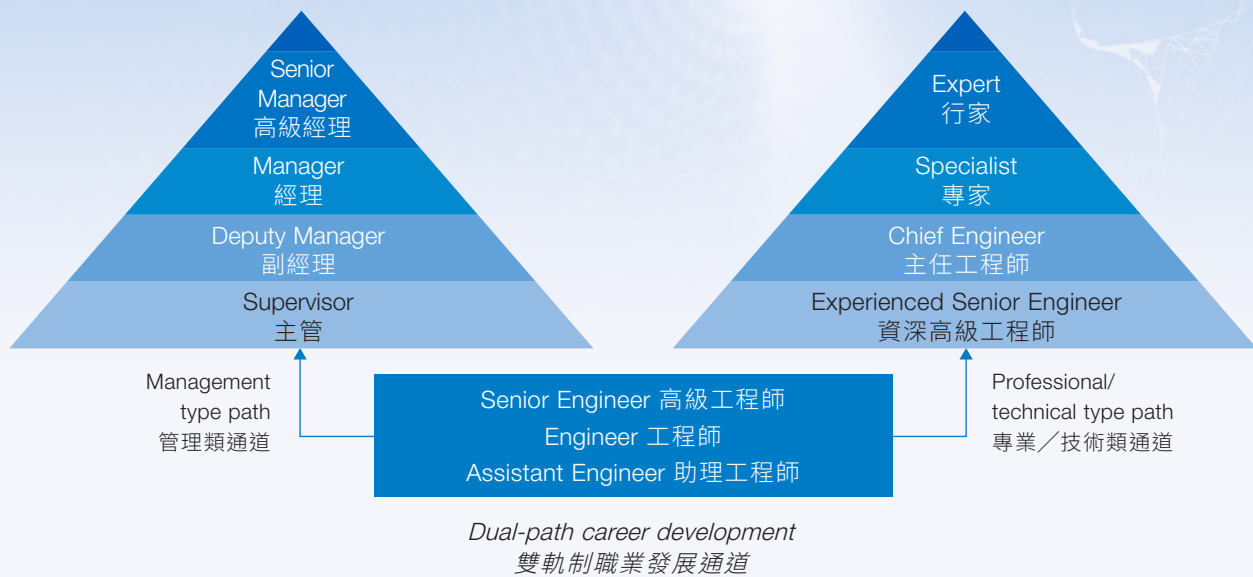 Senior
Manager
高級經理
Manager
經理
Deputy Manager
副經理
Supervisor
主管
Expert
行家
Specialist
專家
Chief Engineer
主任工程師
Experienced Senior Engineer
資深高級工程師
Management
type path
管理類通道
Senior Engineer 高級工程師
Engineer 工程師
Assistant Engineer 助理工程師
Professional/
technical type path
專業／技術類通道
Dual-path career development
雙軌制職業發展通道